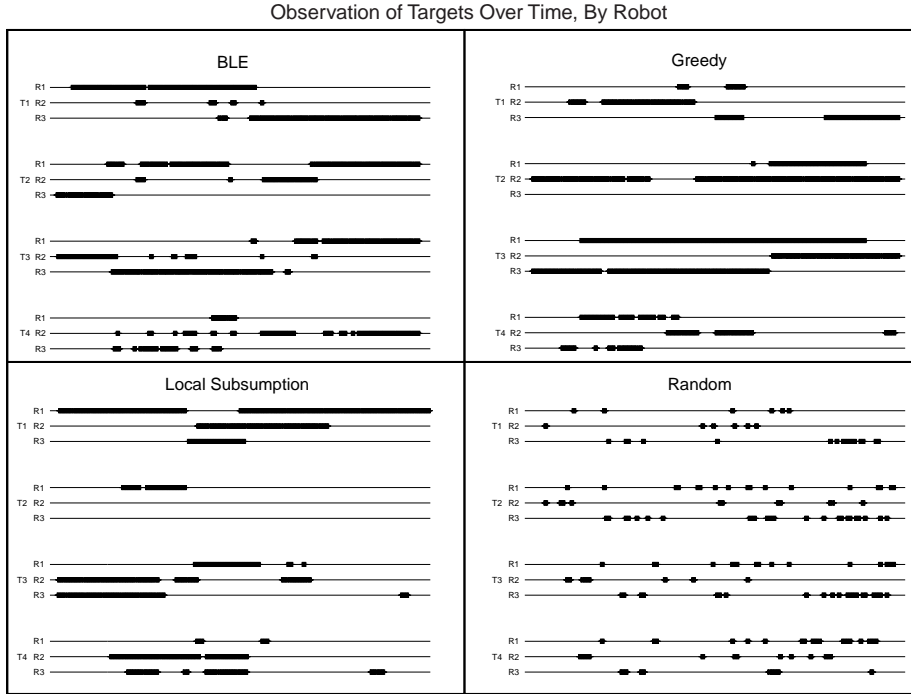 Observation of Targets Over Time, By Robot
BLE
R1
T1 R2
R3
R1
T2 R2
R3
R1
T3 R2
R3
R1
T4 R2
R3
Greedy
R1
T1 R2
R3
R1
T2 R2
R3
R1
T3 R2
R3
R1
T4 R2
R3
Local Subsumption
R1
T1 R2
R3
R1
T2 R2
R3
R1
T3 R2
R3
R1
T4 R2
R3
Random
R1
T1 R2
R3
R1
T2 R2
R3
R1
T3 R2
R3
R1
T4 R2
R3